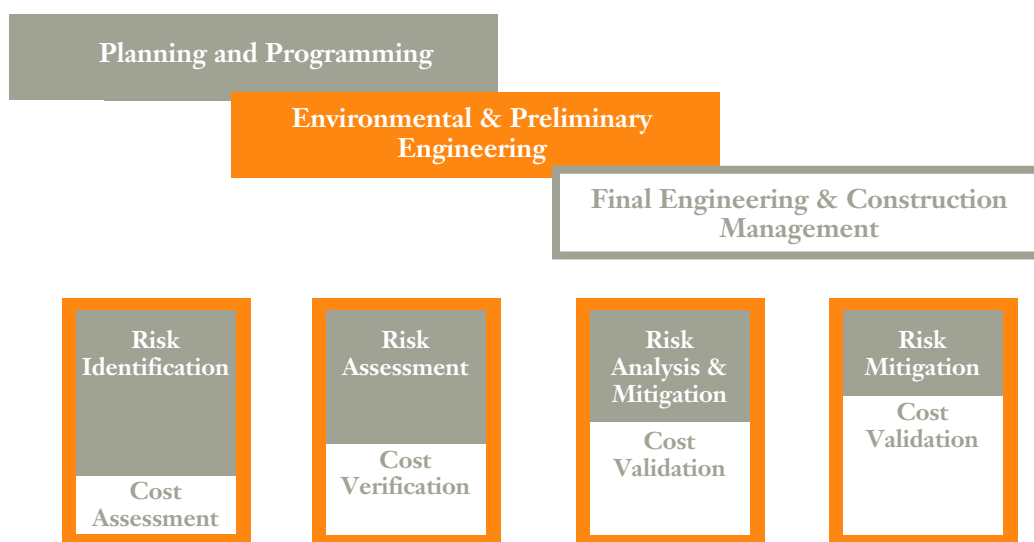 Planning and Programming
Environmental & Preliminary
Engineering
Final Engineering & Construction
Management
Risk
Identification
Cost
Assessment
Risk
Assessment
Cost
Verification
Risk
Analysis &
Mitigation
Cost
Validation
Risk
Mitigation
Cost
Validation